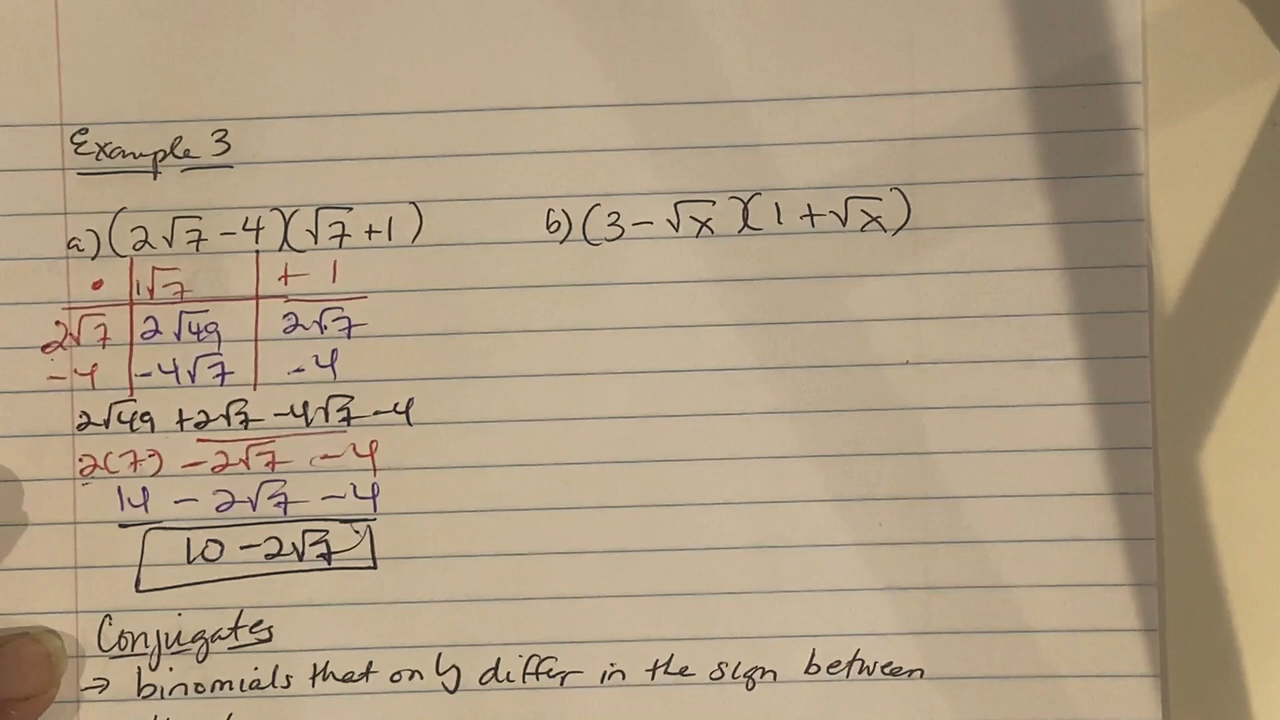 Example 3
a) (2√7 - 4)(√7 + 1)
b) (3 - √x)(1 + √x)
• 1√7 + 1
2√7 2√49 2√7
-4 -4√7 -4
2√49 + 2√7 - 4√7 - 4
2(7) - 2√7 - 4
14 - 2√7 - 4
10 - 2√7
Conjugates
→ binomials that only differ in the sign between